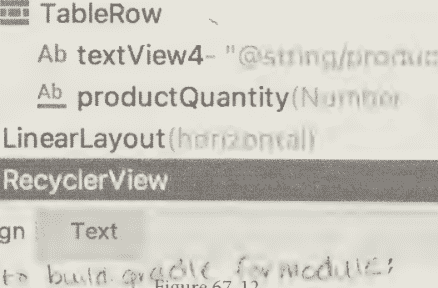 TableRow
Ab textView4- "@string/produc
Ab productQuantity(Number
LinearLayout(horizontal)
RecyclerView
gn Text
to build.gradle for module:
Figure 67-12